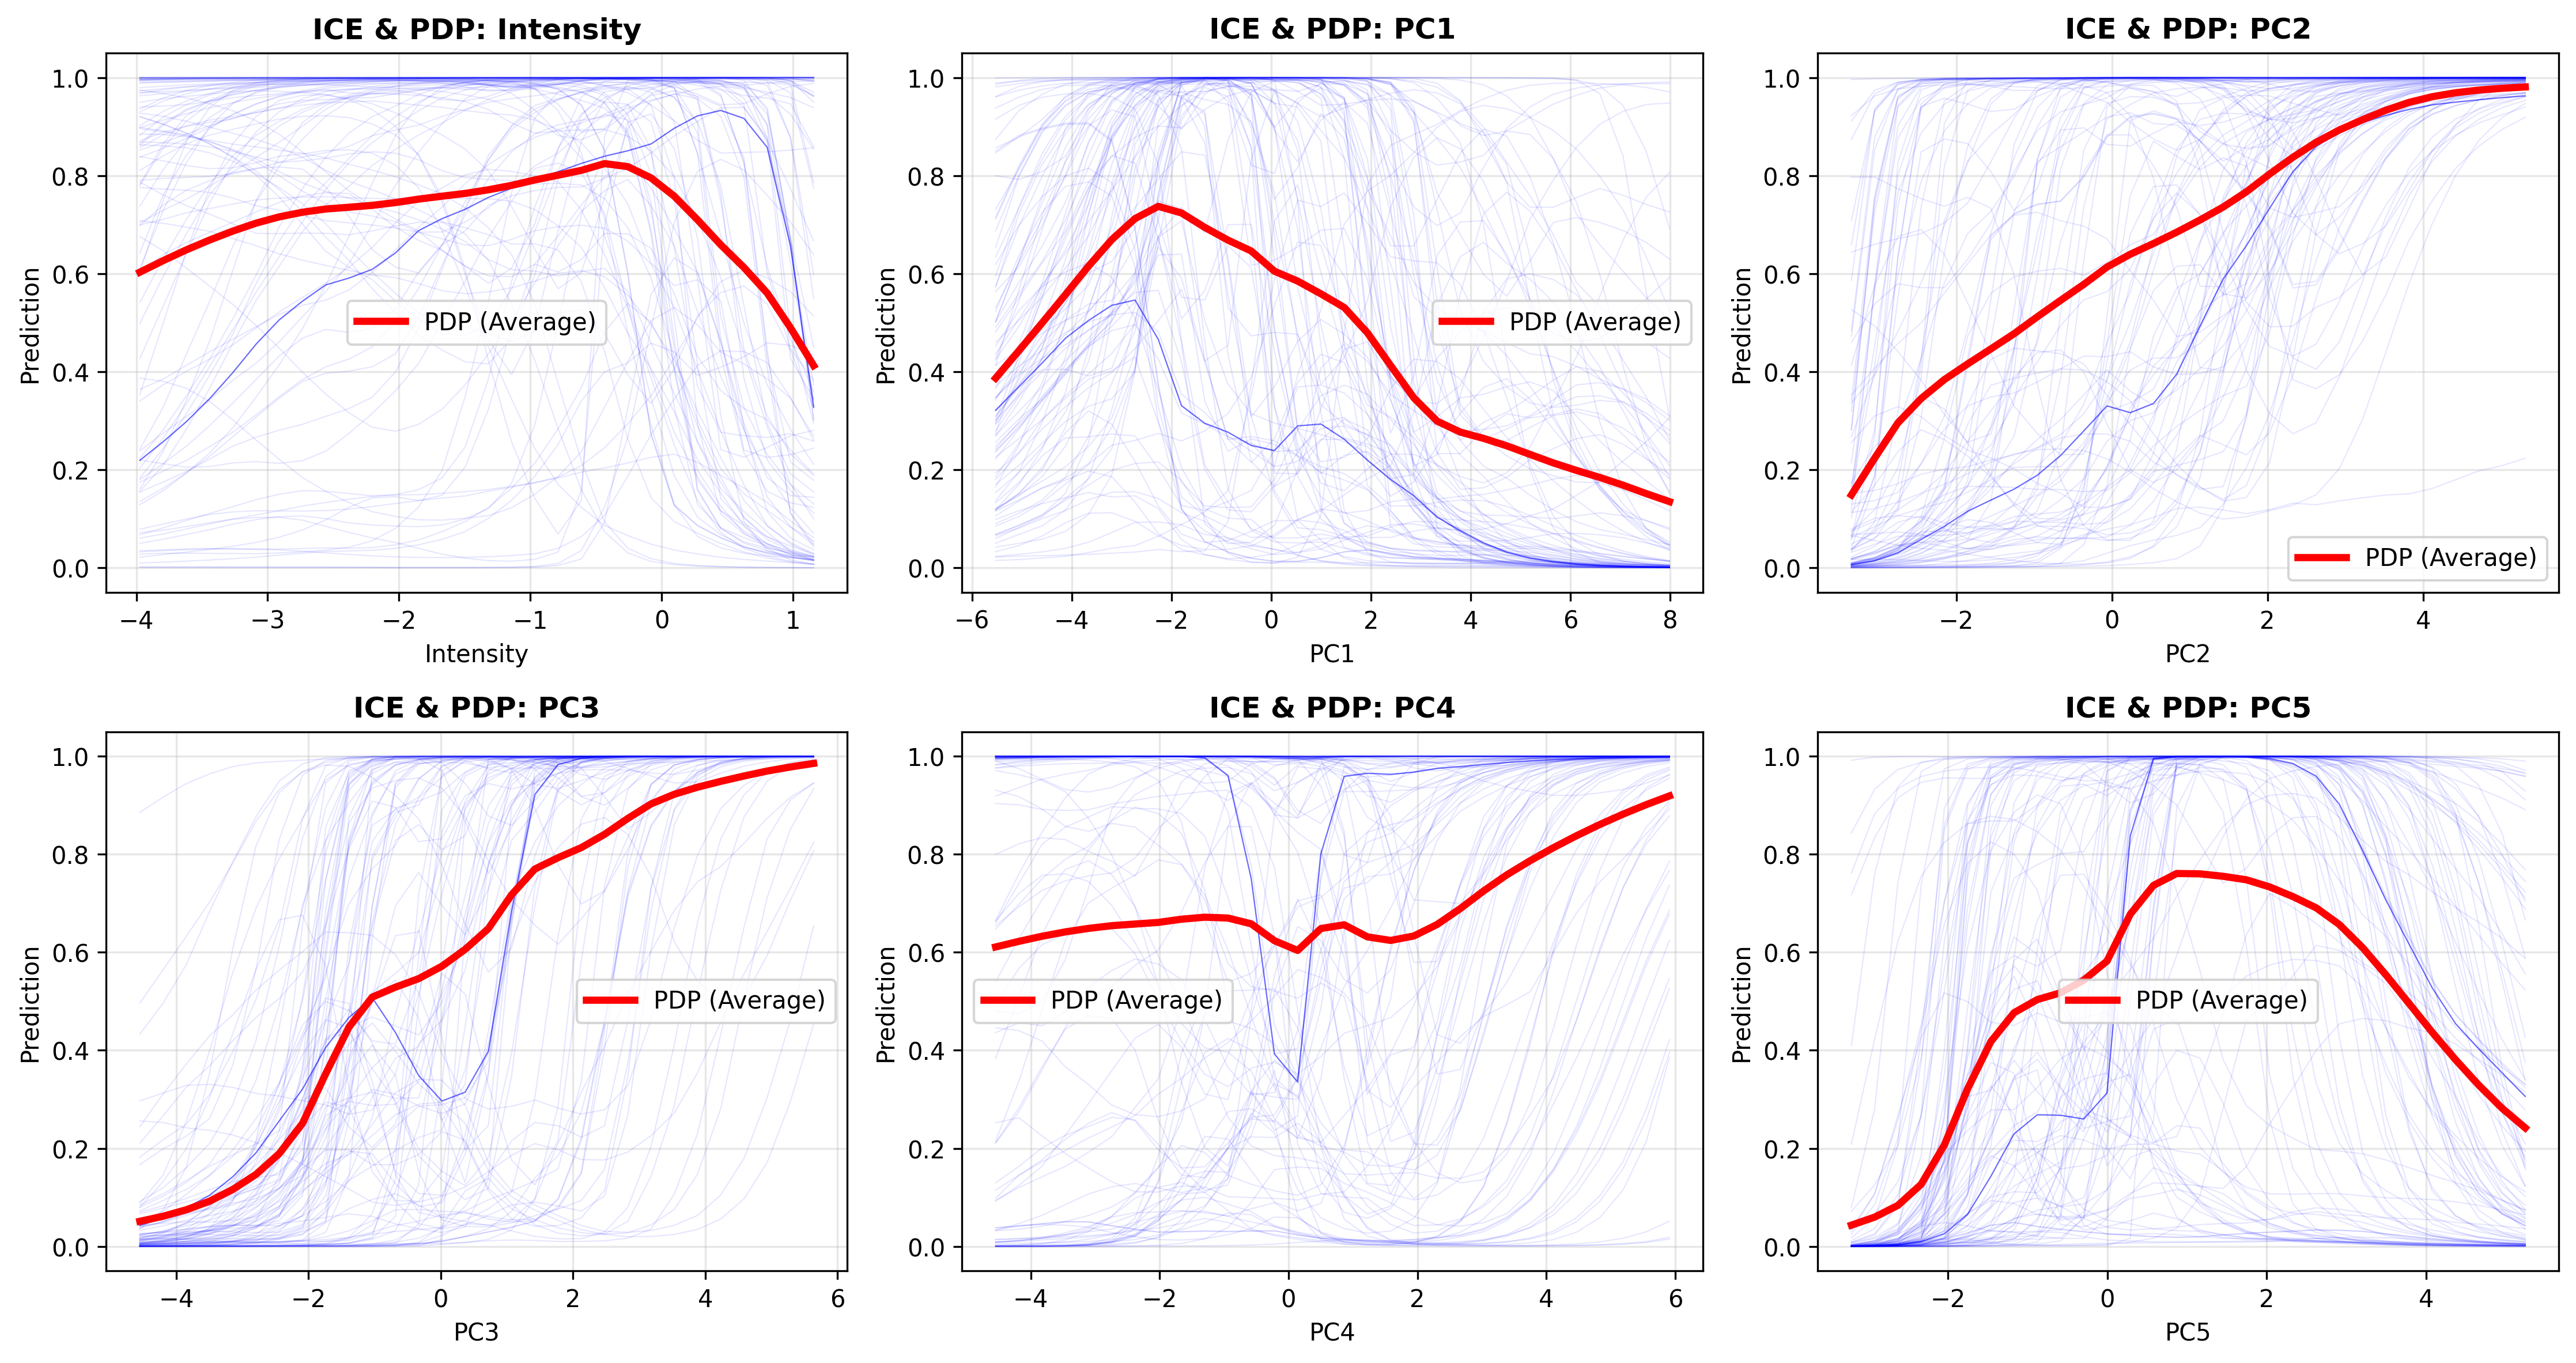 ICE & PDP: Intensity
1.0
0.8
0.6
0.4
0.2
0.0
Prediction
PDP (Average)
−4 −3 −2 −1 0 1
Intensity
ICE & PDP: PC1
1.0
0.8
0.6
0.4
0.2
0.0
Prediction
PDP (Average)
−6 −4 −2 0 2 4 6 8
PC1
ICE & PDP: PC2
1.0
0.8
0.6
0.4
0.2
0.0
Prediction
PDP (Average)
−2 0 2 4
PC2
ICE & PDP: PC3
1.0
0.8
0.6
0.4
0.2
0.0
Prediction
PDP (Average)
−4 −2 0 2 4 6
PC3
ICE & PDP: PC4
1.0
0.8
0.6
0.4
0.2
0.0
Prediction
PDP (Average)
−4 −2 0 2 4 6
PC4
ICE & PDP: PC5
1.0
0.8
0.6
0.4
0.2
0.0
Prediction
PDP (Average)
−2 0 2 4
PC5